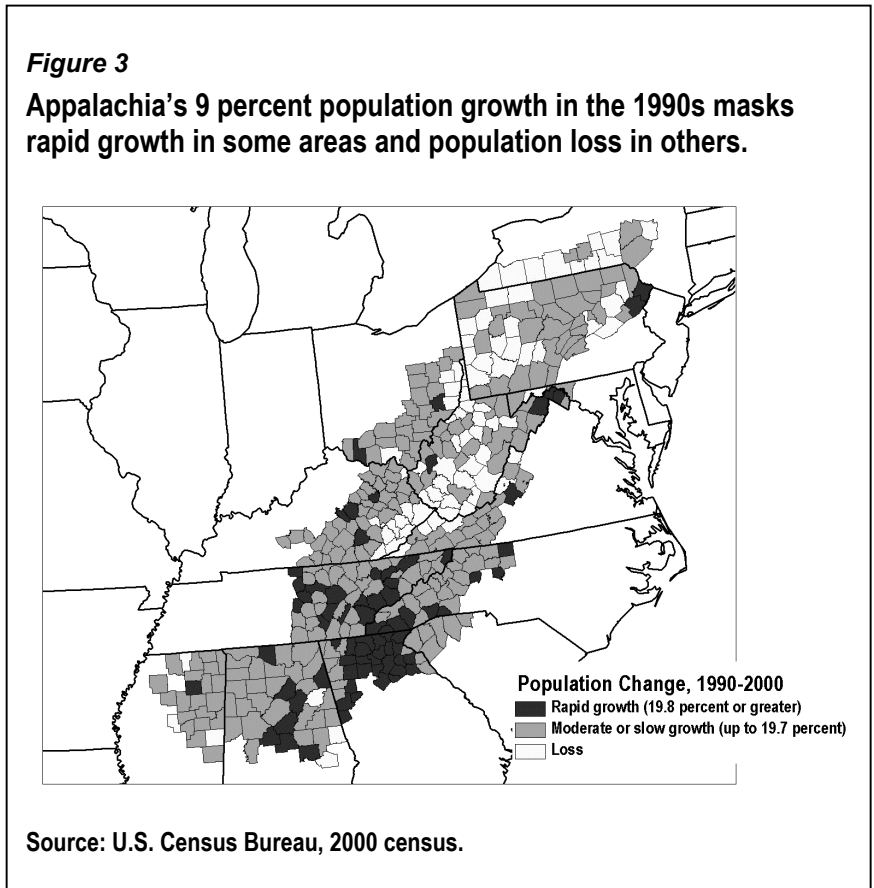 Figure 3
Appalachia’s 9 percent population growth in the 1990s masks
rapid growth in some areas and population loss in others.
Population Change, 1990-2000
Rapid growth (19.8 percent or greater)
Moderate or slow growth (up to 19.7 percent)
Loss
Source: U.S. Census Bureau, 2000 census.